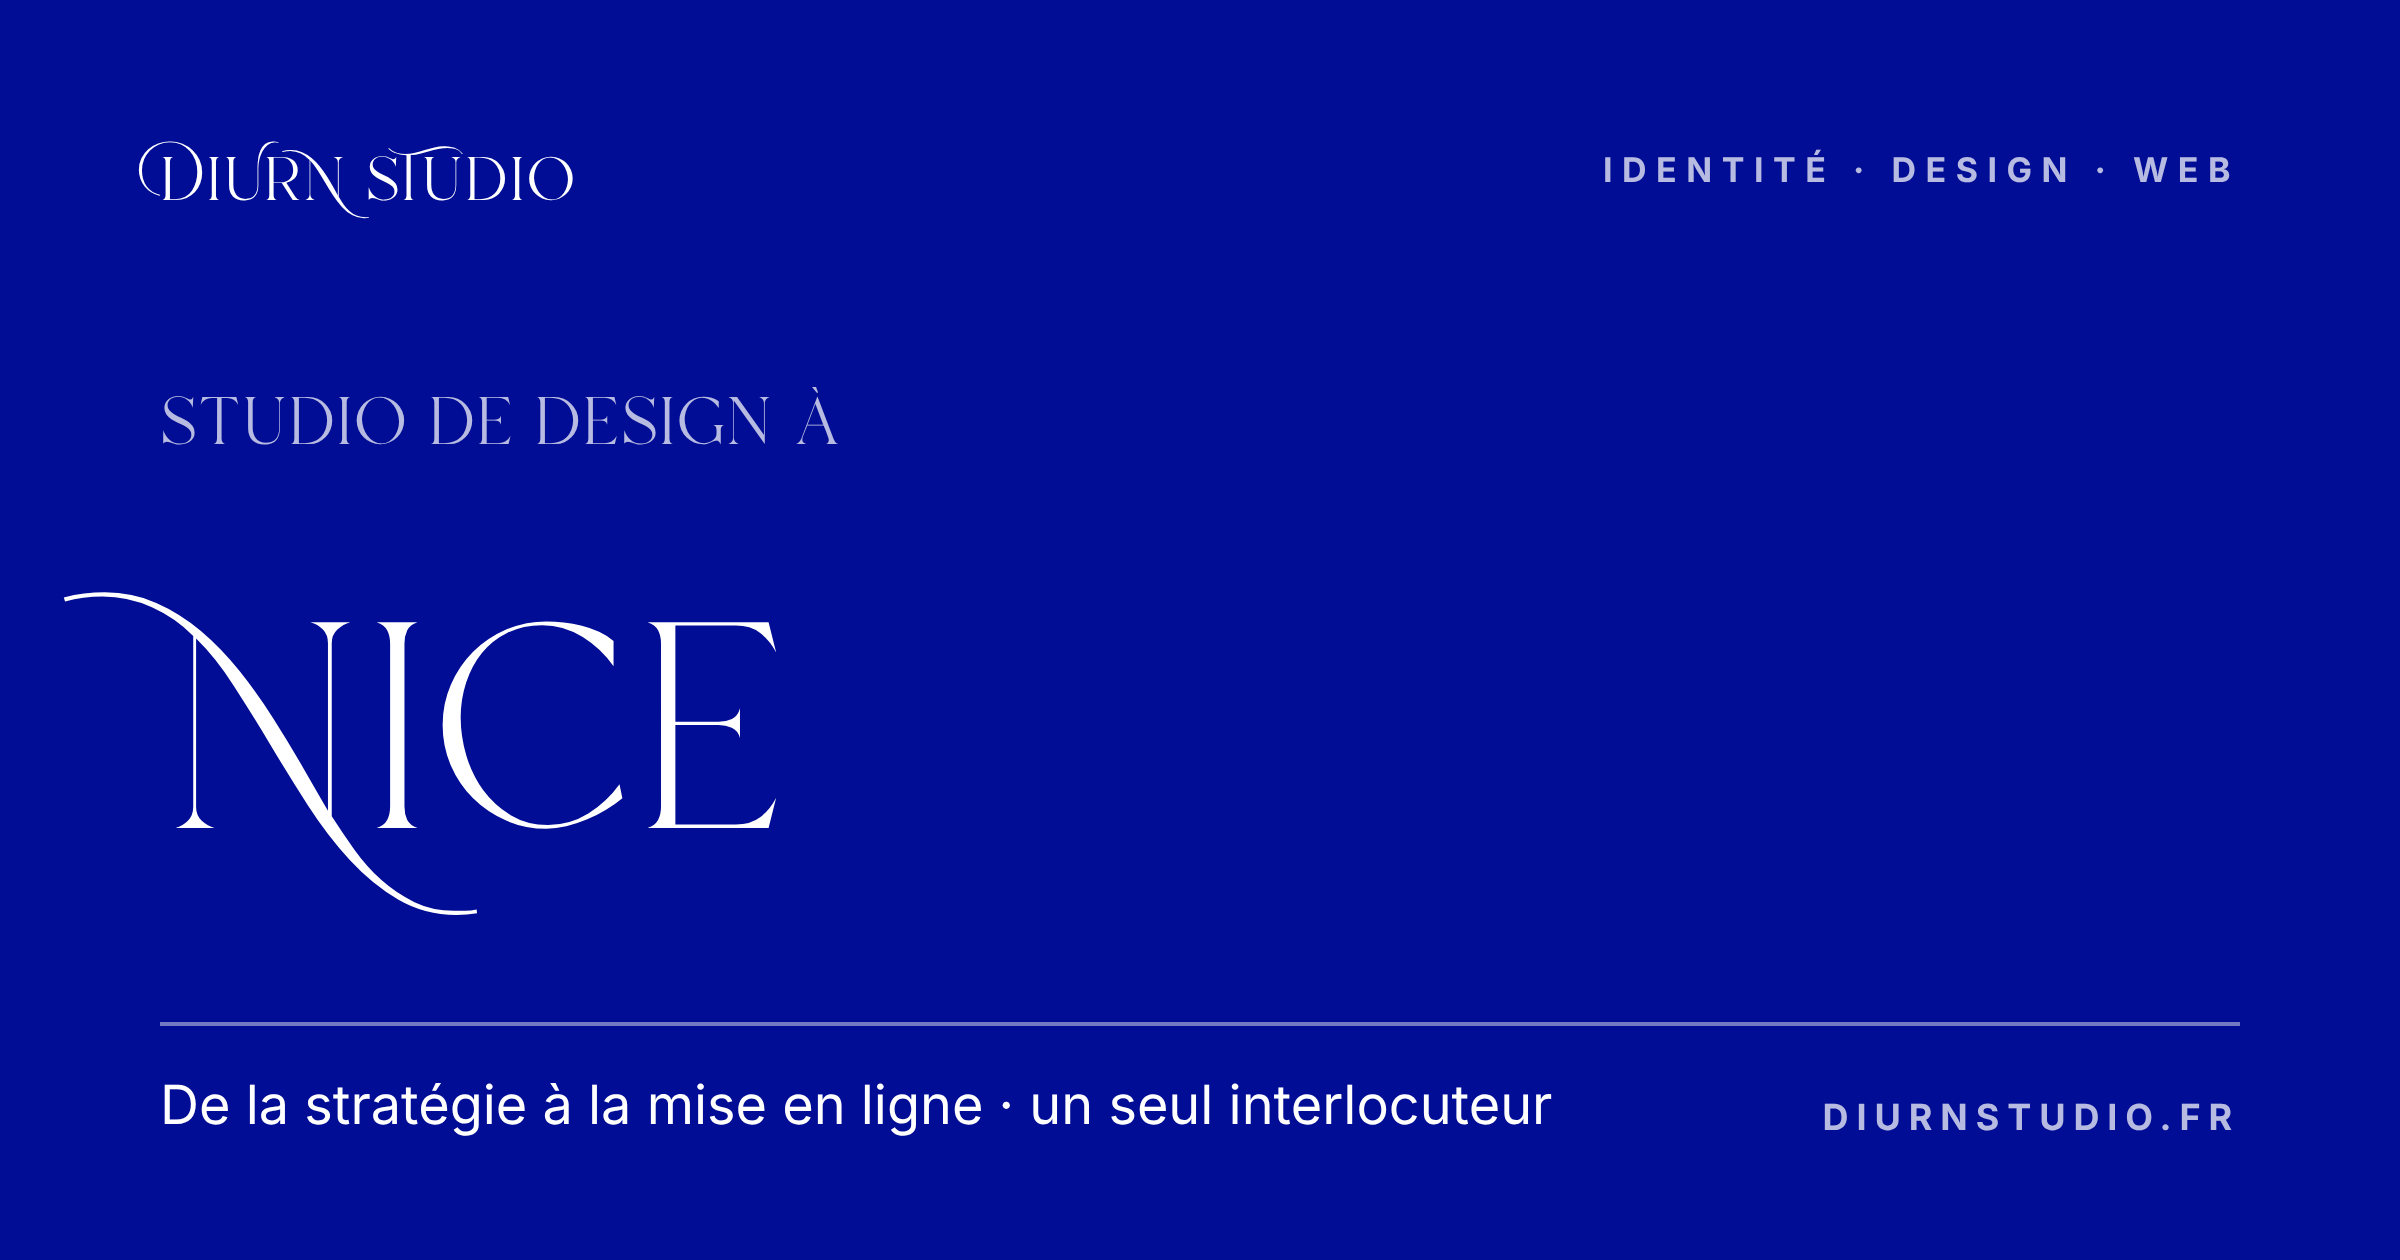 DIURN STUDIO
IDENTITÉ · DESIGN · WEB
STUDIO DE DESIGN À
NICE
De la stratégie à la mise en ligne · un seul interlocuteur
DIURNSTUDIO.FR